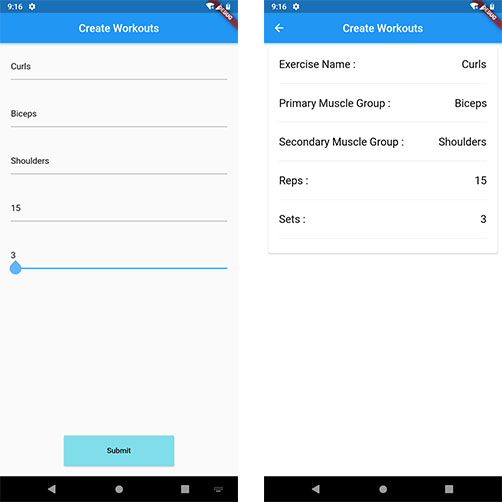 9:16
DEBUG
Create Workouts
Curls
Biceps
Shoulders
15
3
Submit
9:16
DEBUG
Create Workouts
Exercise Name : Curls
Primary Muscle Group : Biceps
Secondary Muscle Group : Shoulders
Reps : 15
Sets : 3